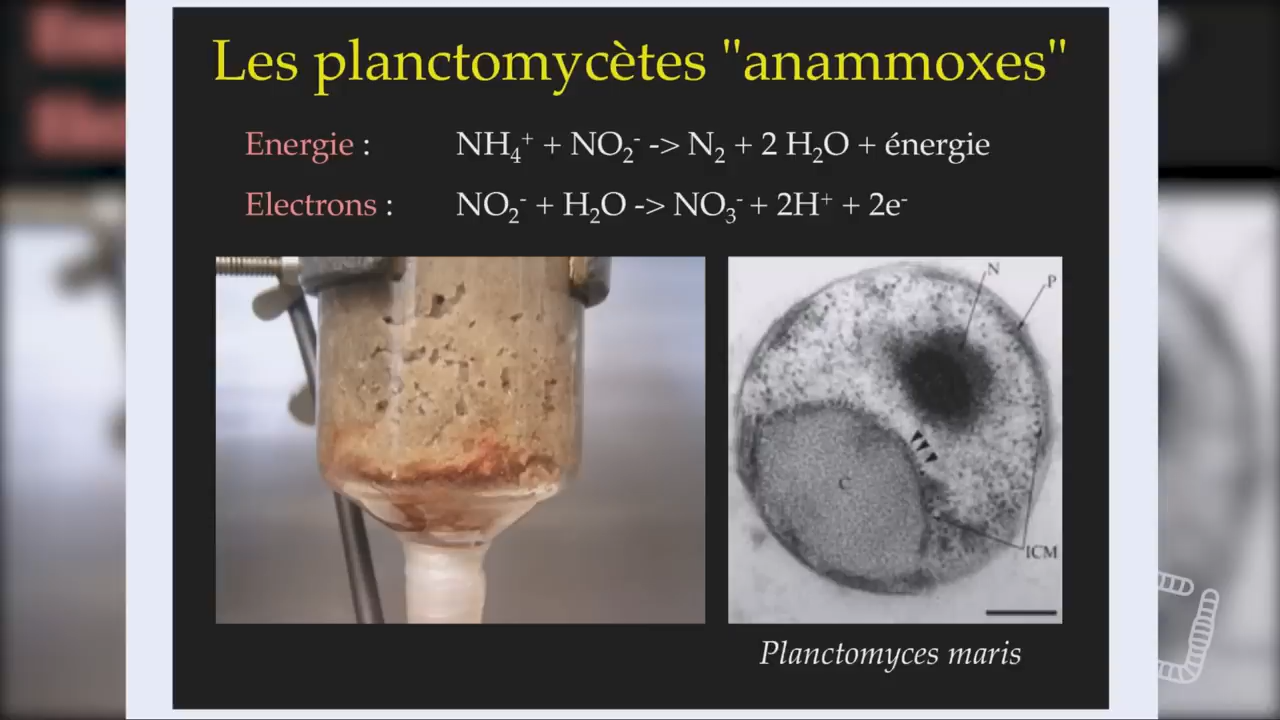 Les planctomycètes "anammoxes"
Energie : NH₄⁺ + NO₂⁻ -> N₂ + 2 H₂O + énergie
Electrons : NO₂⁻ + H₂O -> NO₃⁻ + 2H⁺ + 2e⁻
N
P
C
ICM
Planctomyces maris